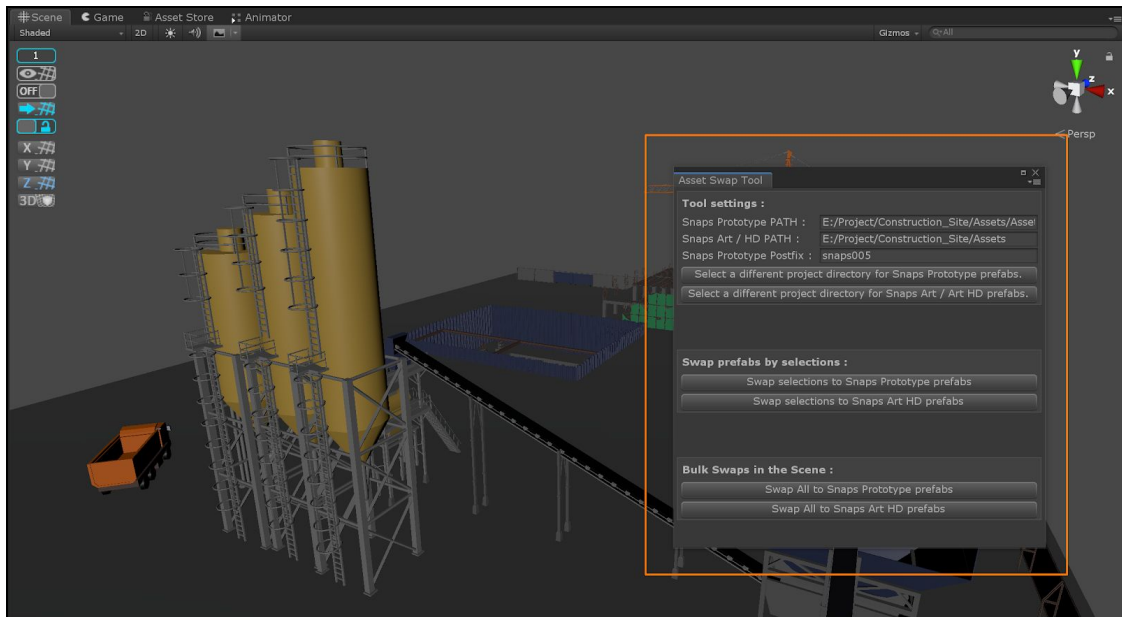 Scene Game Asset Store Animator
Shaded 2D Gizmos All
1
OFF
X
Y
Z
3D
y
z
x
Persp
Asset Swap Tool
Tool settings :
Snaps Prototype PATH : E:/Project/Construction_Site/Assets/Asset
Snaps Art / HD PATH : E:/Project/Construction_Site/Assets
Snaps Prototype Postfix : snaps005
Select a different project directory for Snaps Prototype prefabs.
Select a different project directory for Snaps Art / Art HD prefabs.
Swap prefabs by selections :
Swap selections to Snaps Prototype prefabs
Swap selections to Snaps Art HD prefabs
Bulk Swaps in the Scene :
Swap All to Snaps Prototype prefabs
Swap All to Snaps Art HD prefabs